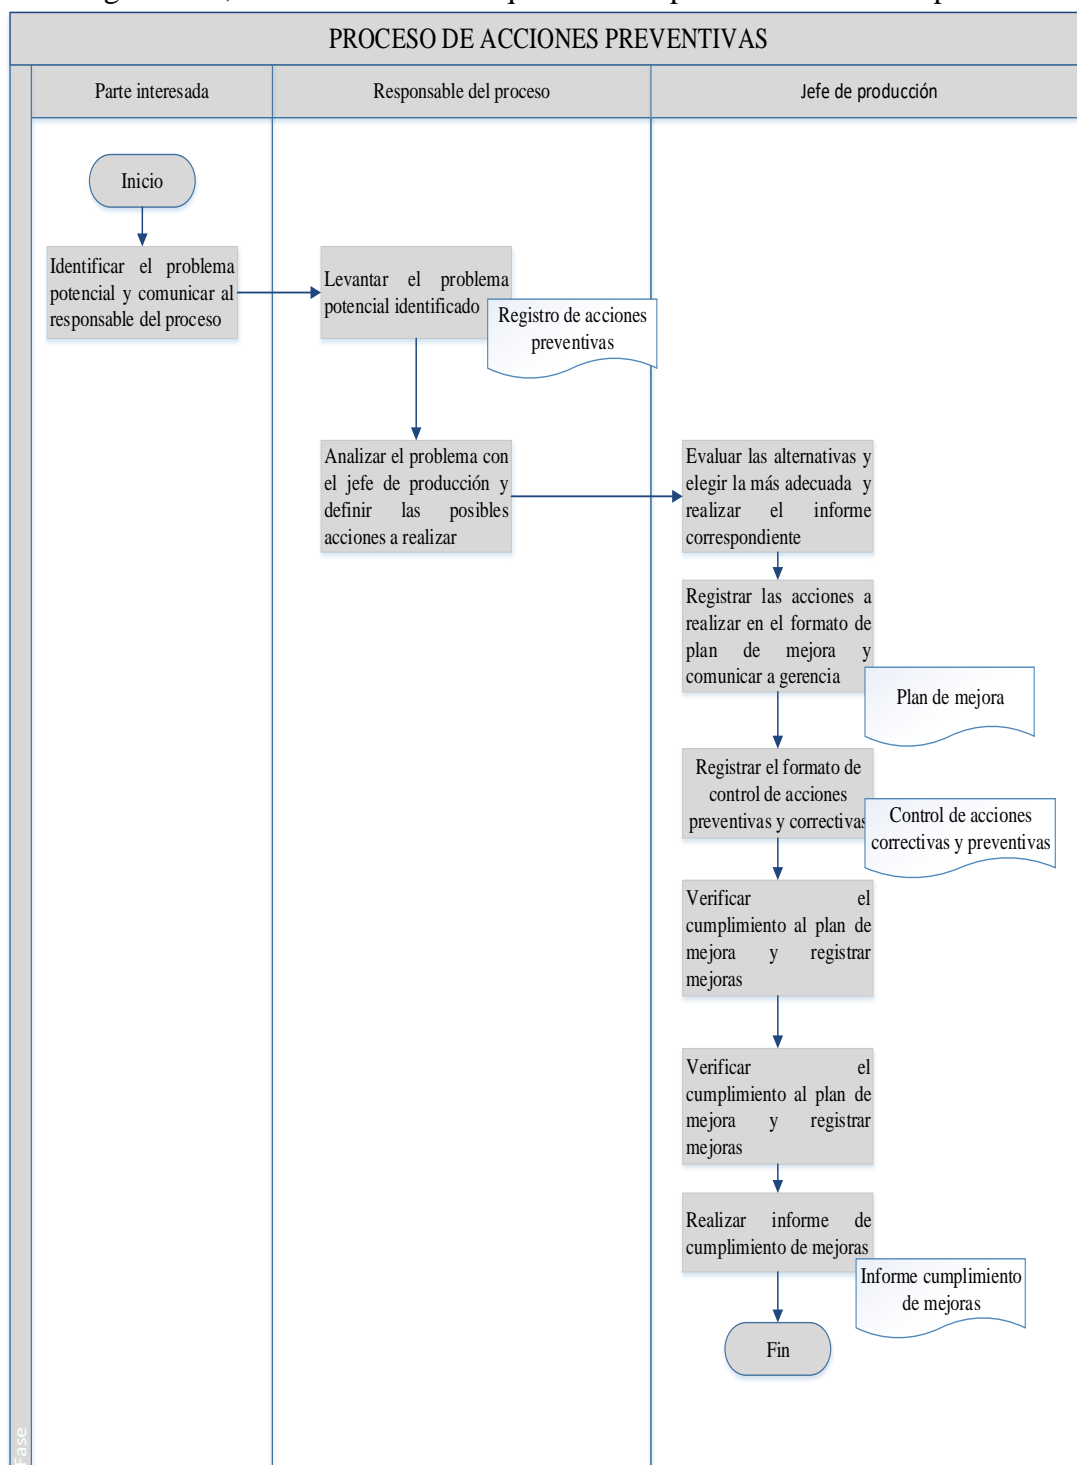 PROCESO DE ACCIONES PREVENTIVAS
Parte interesada
Responsable del proceso
Jefe de producción
Inicio
Identificar el problema
potencial y comunicar al
responsable del proceso
Levantar el problema
potencial identificado
Registro de acciones
preventivas
Analizar el problema con
el jefe de producción y
definir las posibles
acciones a realizar
Evaluar las alternativas y
elegir la más adecuada y
realizar el informe
correspondiente
Registrar las acciones a
realizar en el formato de
plan de mejora y
comunicar a gerencia
Plan de mejora
Registrar el formato de
control de acciones
preventivas y correctivas
Control de acciones
correctivas y preventivas
Verificar el
cumplimiento al plan de
mejora y registrar
mejoras
Verificar el
cumplimiento al plan de
mejora y registrar
mejoras
Realizar informe de
cumplimiento de mejoras
Informe cumplimiento
de mejoras
Fin
Fase